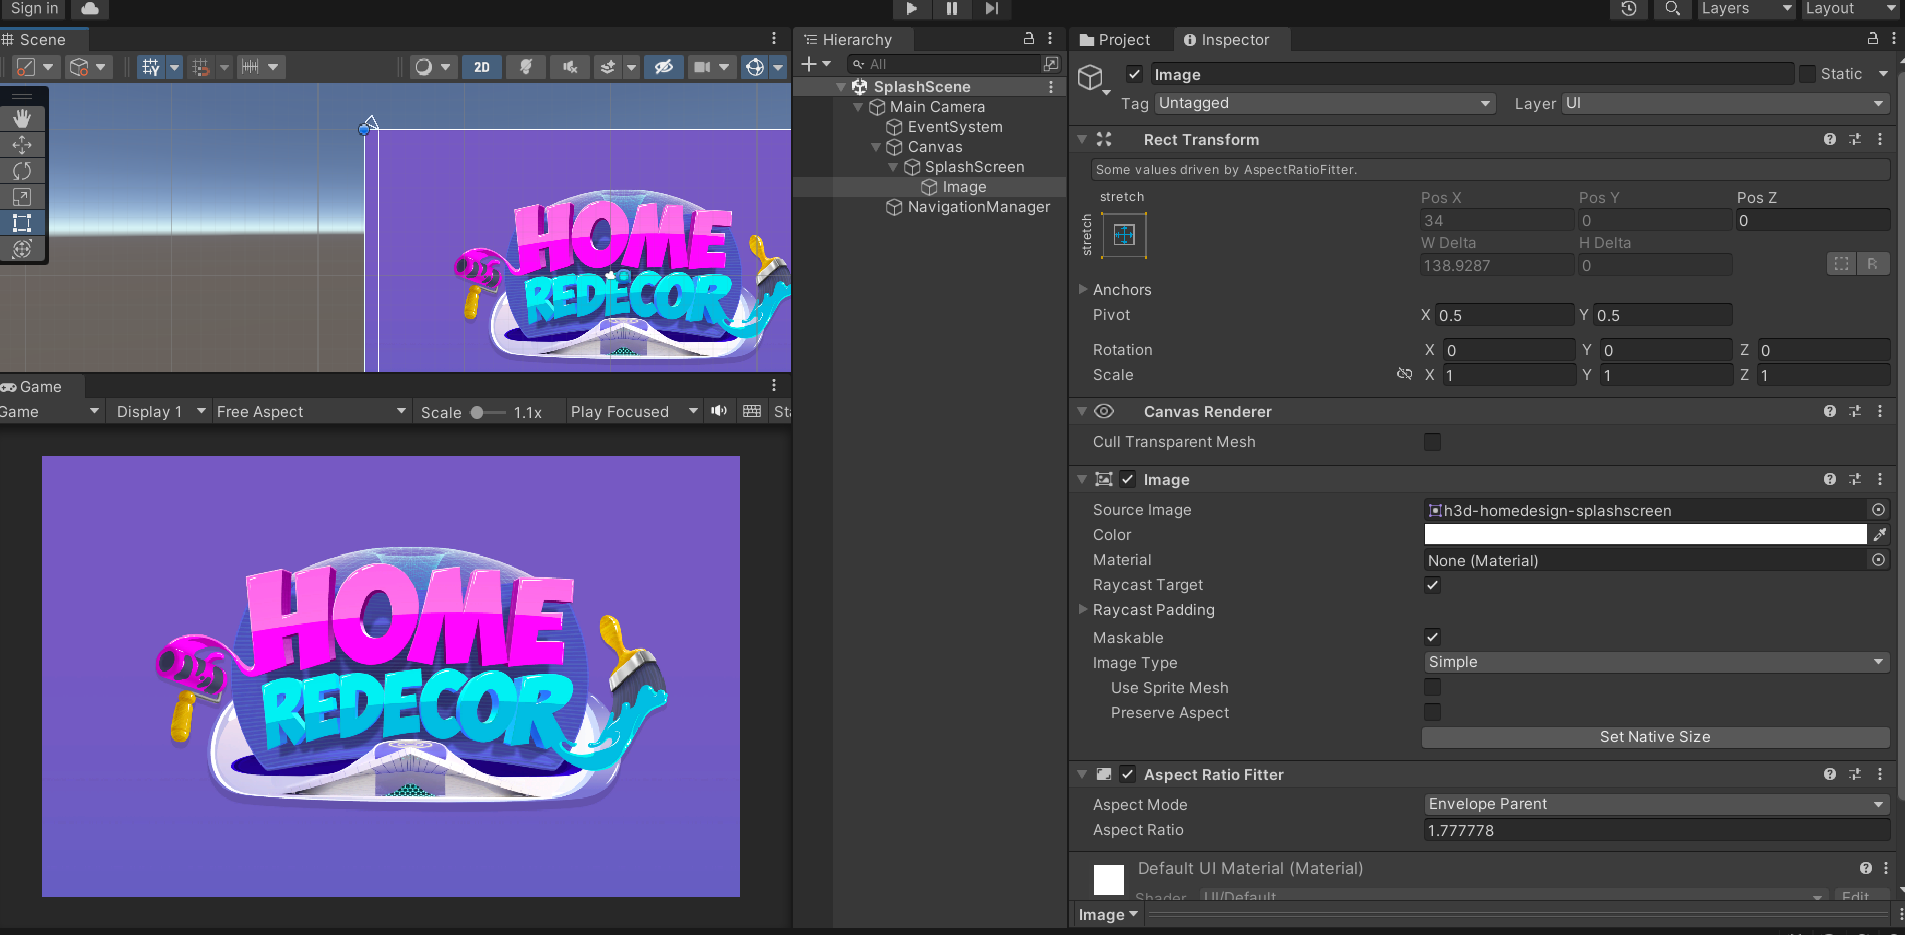 Sign in
Layers
Layout
Scene
Hierarchy
Project
Inspector
2D
All
SplashScene
Main Camera
EventSystem
Canvas
SplashScreen
Image
NavigationManager
HOME
REDECOR
Game
Game
Display 1
Free Aspect
Scale
1.1x
Play Focused
HOME
REDECOR
Image
Static
Tag
Untagged
Layer
UI
Rect Transform
Some values driven by AspectRatioFitter.
stretch
stretch
Pos X
Pos Y
Pos Z
34
0
0
W Delta
H Delta
138.9287
0
R
Anchors
Pivot
X
0.5
Y
0.5
Rotation
X
0
Y
0
Z
0
Scale
X
1
Y
1
Z
1
Canvas Renderer
Cull Transparent Mesh
Image
Source Image
h3d-homedesign-splashscreen
Color
Material
None (Material)
Raycast Target
Raycast Padding
Maskable
Image Type
Simple
Use Sprite Mesh
Preserve Aspect
Set Native Size
Aspect Ratio Fitter
Aspect Mode
Envelope Parent
Aspect Ratio
1.777778
Default UI Material (Material)
Shader
UI/Default
Edit
Image